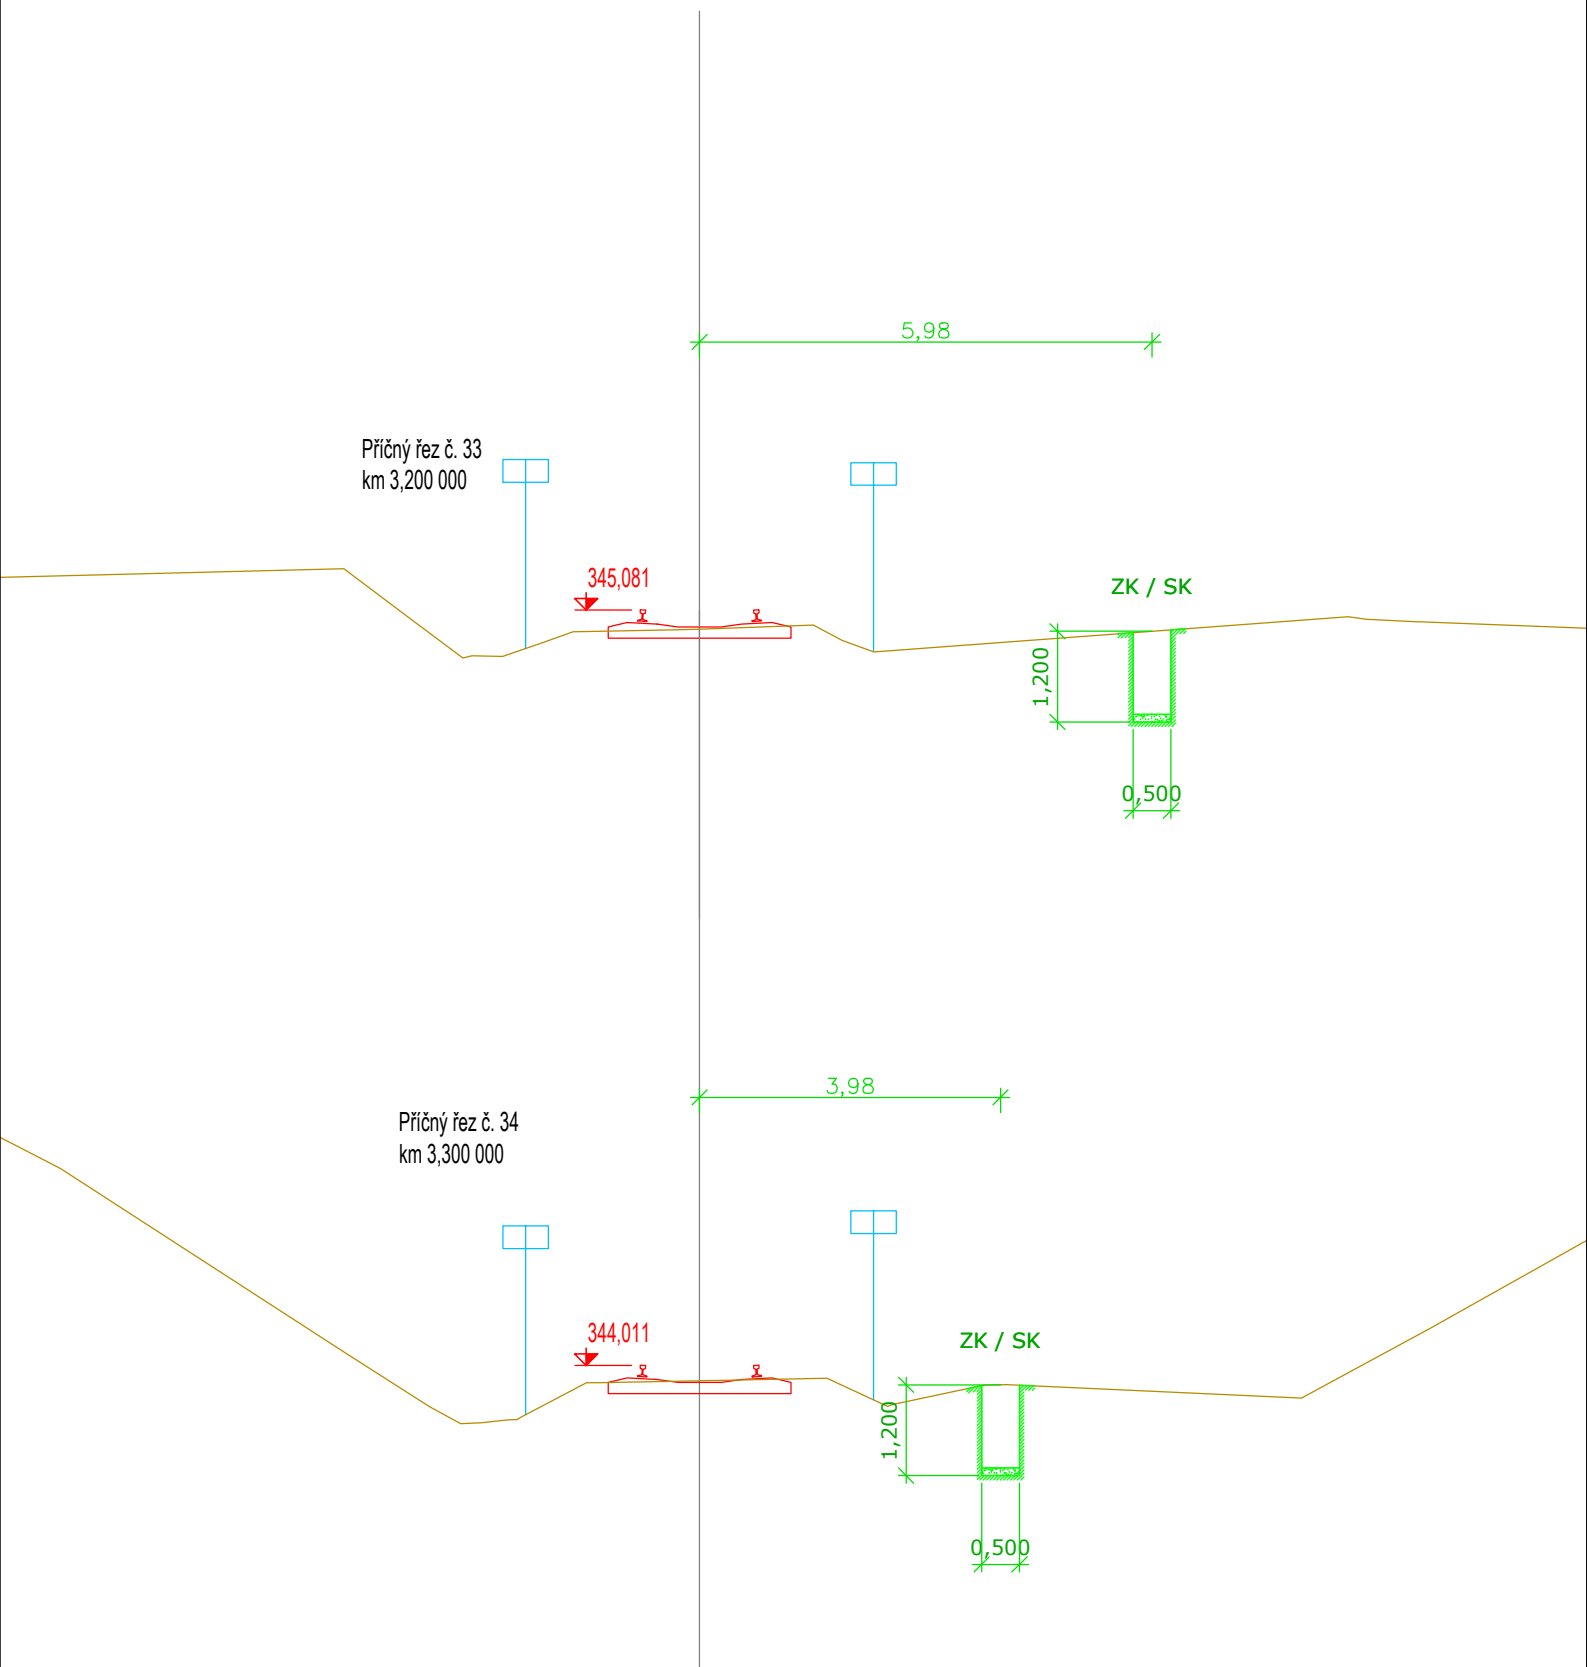 5,98
Příčný řez č. 33
km 3,200 000
345,081
ZK / SK
1,200
0,500
3,98
Příčný řez č. 34
km 3,300 000
344,011
ZK / SK
1,200
0,500